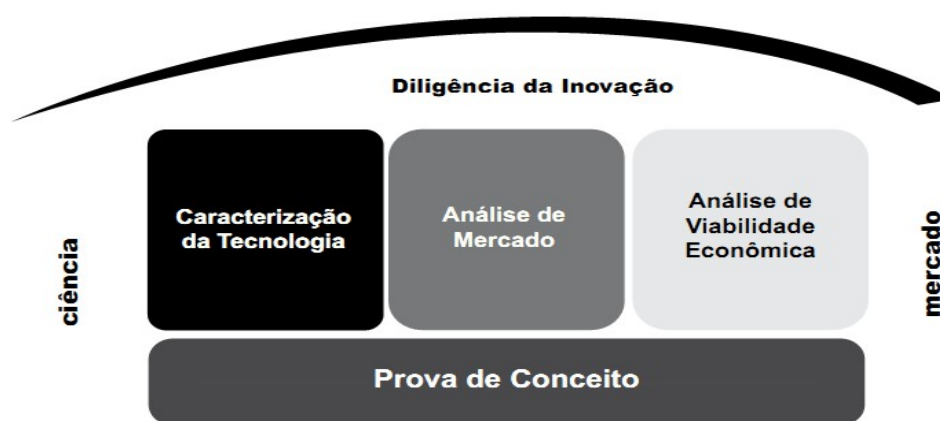 Diligência da Inovação
Caracterização
da Tecnologia
Análise de
Mercado
Análise de
Viabilidade
Econômica
ciência
mercado
Prova de Conceito